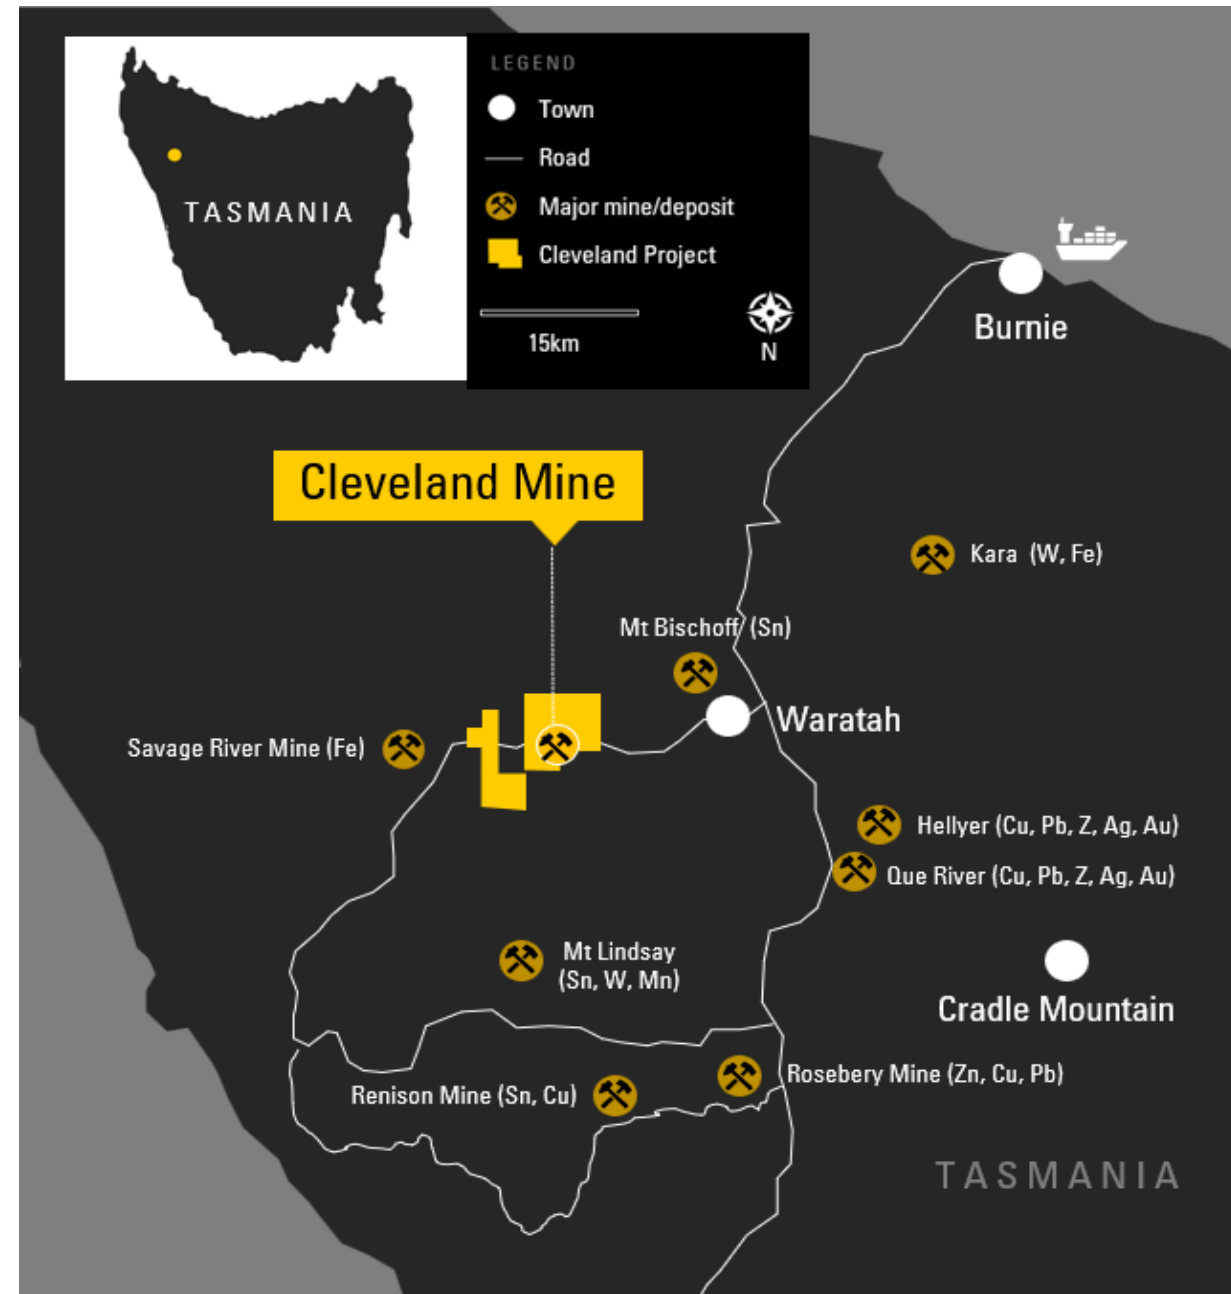 TASMANIA
LEGEND
Town
Road
Major mine/deposit
Cleveland Project
15km
N
Burnie
Cleveland Mine
Kara (W, Fe)
Mt Bischoff (Sn)
Waratah
Savage River Mine (Fe)
Hellyer (Cu, Pb, Z, Ag, Au)
Que River (Cu, Pb, Z, Ag, Au)
Mt Lindsay
(Sn, W, Mn)
Cradle Mountain
Rosebery Mine (Zn, Cu, Pb)
Renison Mine (Sn, Cu)
TASMANIA